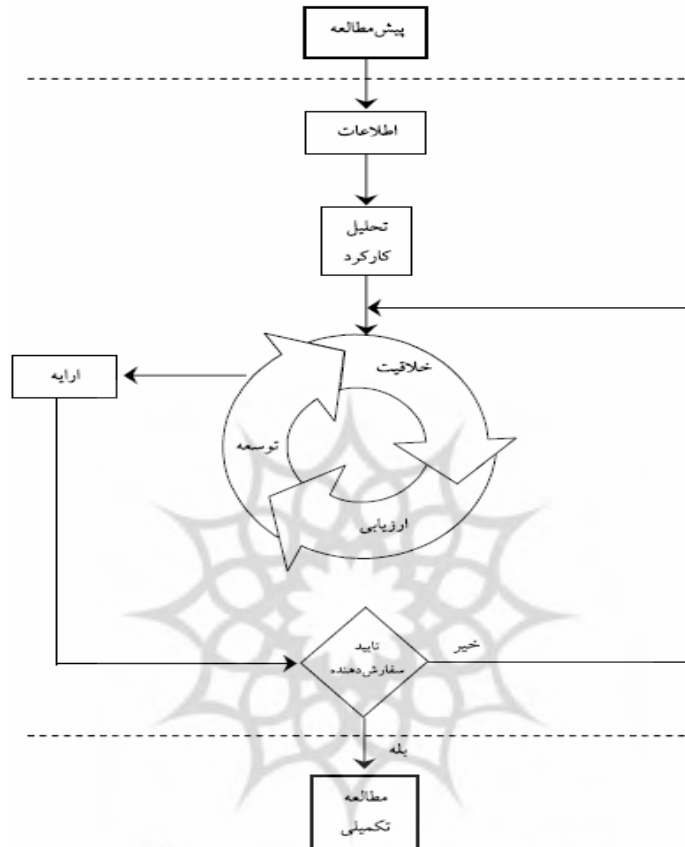 پیش‌مطالعه
اطلاعات
تحلیل
کارکرد
خلاقیت
ارایه
توسعه
ارزیابی
تایید
سفارش‌دهنده
خیر
بله
مطالعه
تکمیلی